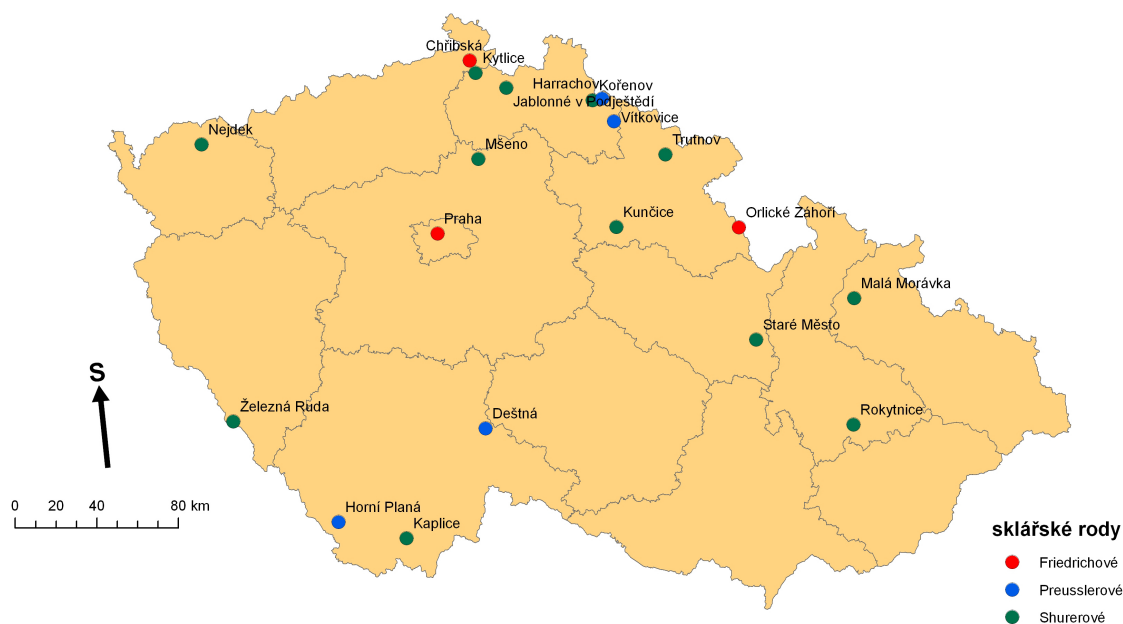 Chřibská
Kytlice
Harrachov
Kořenov
Jablonné v Podještědí
Vítkovice
Nejdek
Mšeno
Trutnov
Praha
Kunčice
Orlické Záhoří
Malá Morávka
Staré Město
S
Železná Ruda
Deštná
Rokytnice
Horní Planá
Kaplice
0 20 40 80 km
sklářské rody
Friedrichové
Preusslerové
Shurerové